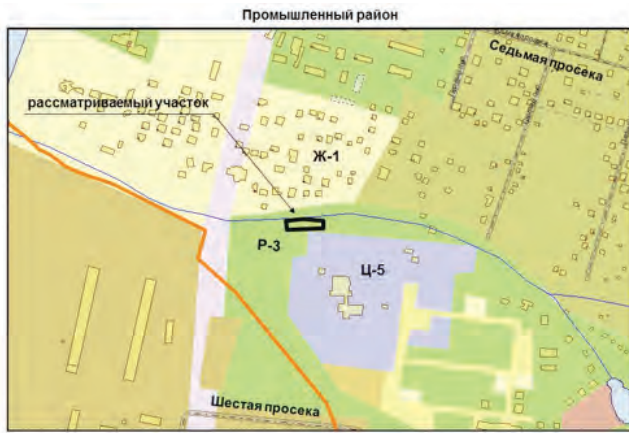 Промышленный район
Седьмая просека
рассматриваемый участок
Ж-1
Р-3
Ц-5
Шестая просека